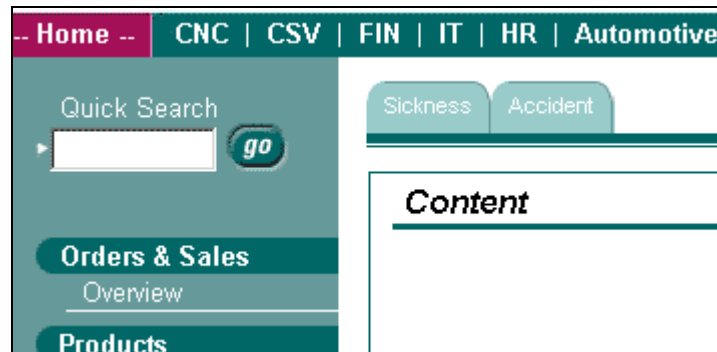 -- Home -- CNC | CSV | FIN | IT | HR | Automotive
Quick Search
go
Sickness Accident
Content
Orders & Sales
Overview
Products